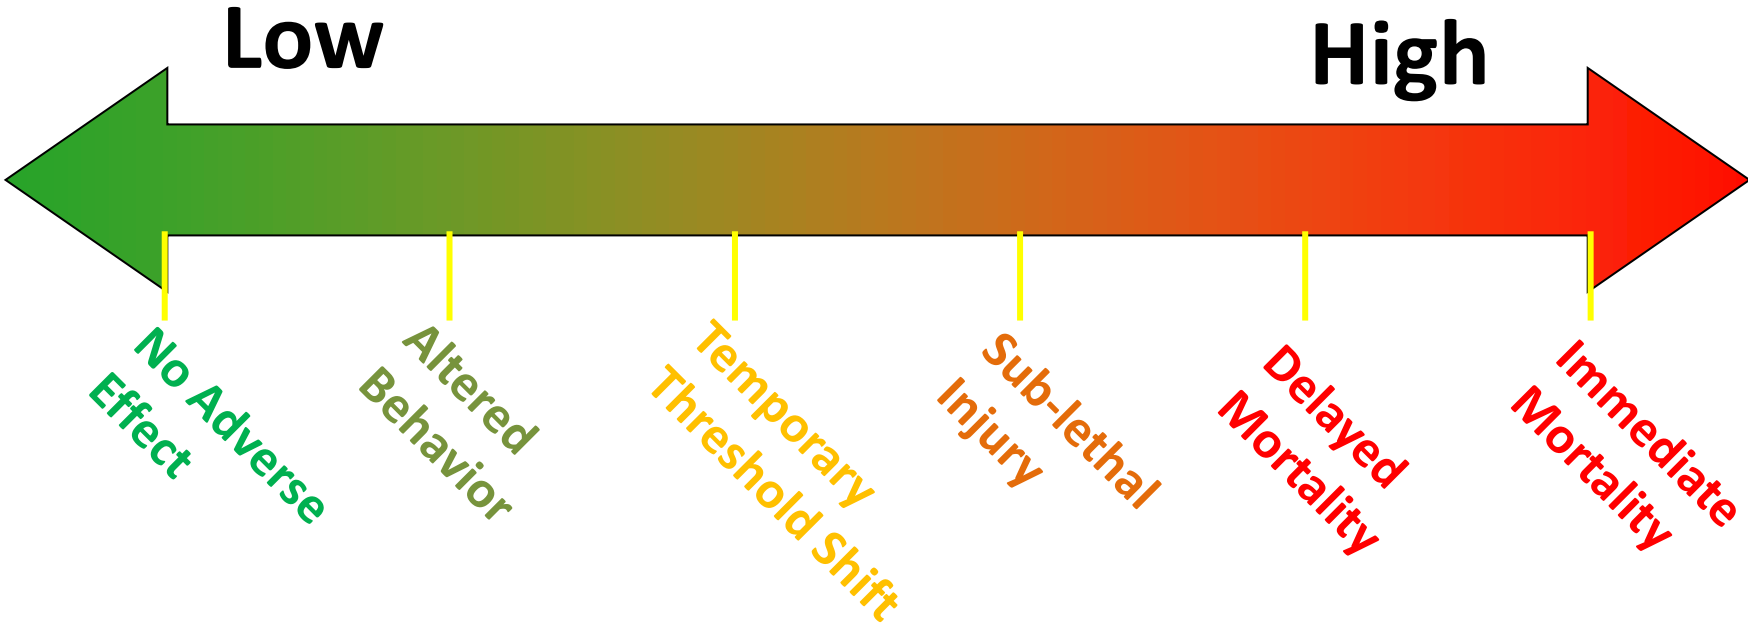 Low
High
No Adverse
Effect
Altered
Behavior
Temporary
Threshold Shift
Sub-lethal
Injury
Delayed
Mortality
Immediate
Mortality